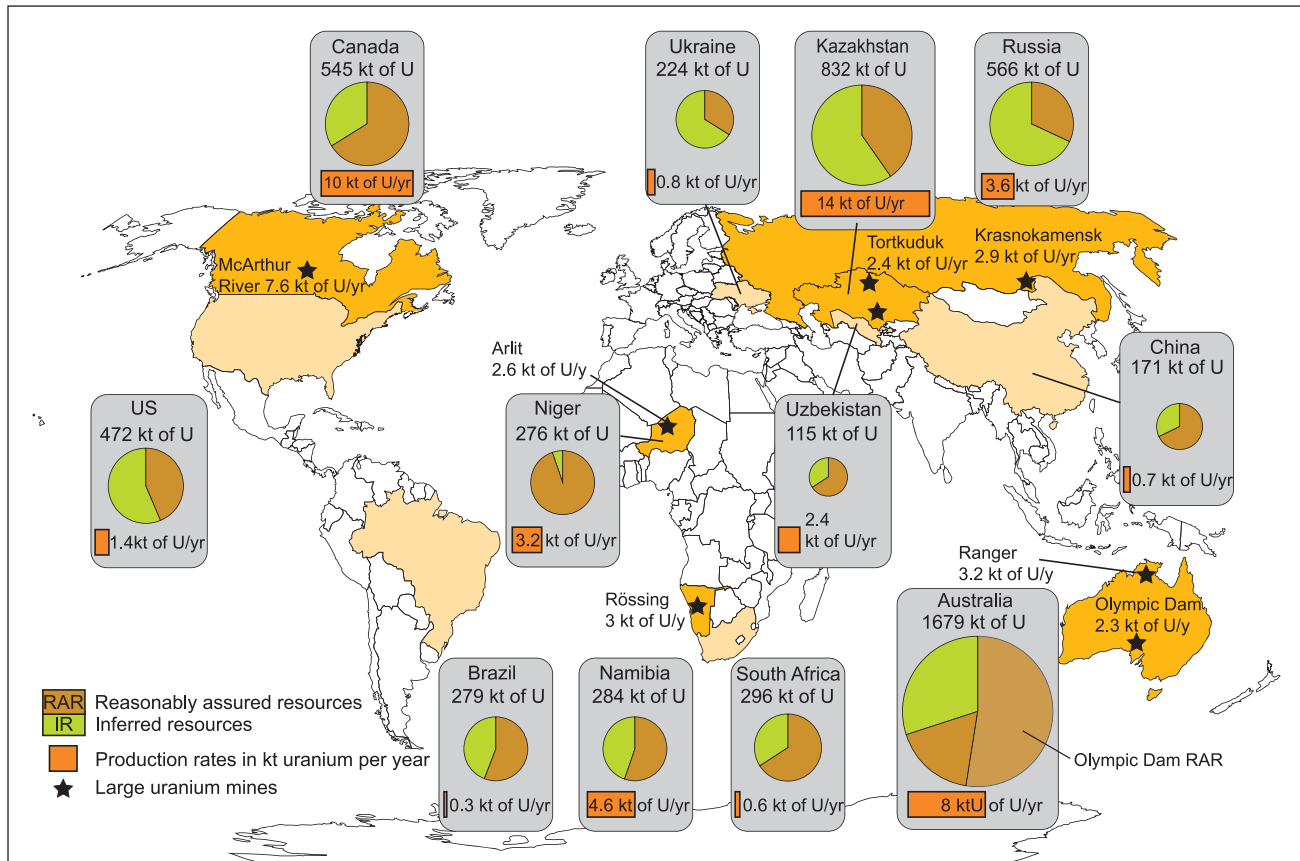 Canada
545 kt of U
10 kt of U/yr
Ukraine
224 kt of U
0.8 kt of U/yr
Kazakhstan
832 kt of U
14 kt of U/yr
Russia
566 kt of U
3.6 kt of U/yr
McArthur
River 7.6 kt of U/yr
Tortkuduk
2.4 kt of U/yr
Krasnokamensk
2.9 kt of U/yr
China
171 kt of U
0.7 kt of U/yr
Arlit
2.6 kt of U/y
US
472 kt of U
1.4kt of U/yr
Niger
276 kt of U
3.2 kt of U/yr
Uzbekistan
115 kt of U
2.4
kt of U/yr
Ranger
3.2 kt of U/y
Olympic Dam
2.3 kt of U/y
Rössing
3 kt of U/y
Australia
1679 kt of U
Olympic Dam RAR
8 ktU of U/yr
Brazil
279 kt of U
0.3 kt of U/yr
Namibia
284 kt of U
4.6 kt of U/yr
South Africa
296 kt of U
0.6 kt of U/yr
RAR Reasonably assured resources
IR Inferred resources
Production rates in kt uranium per year
Large uranium mines